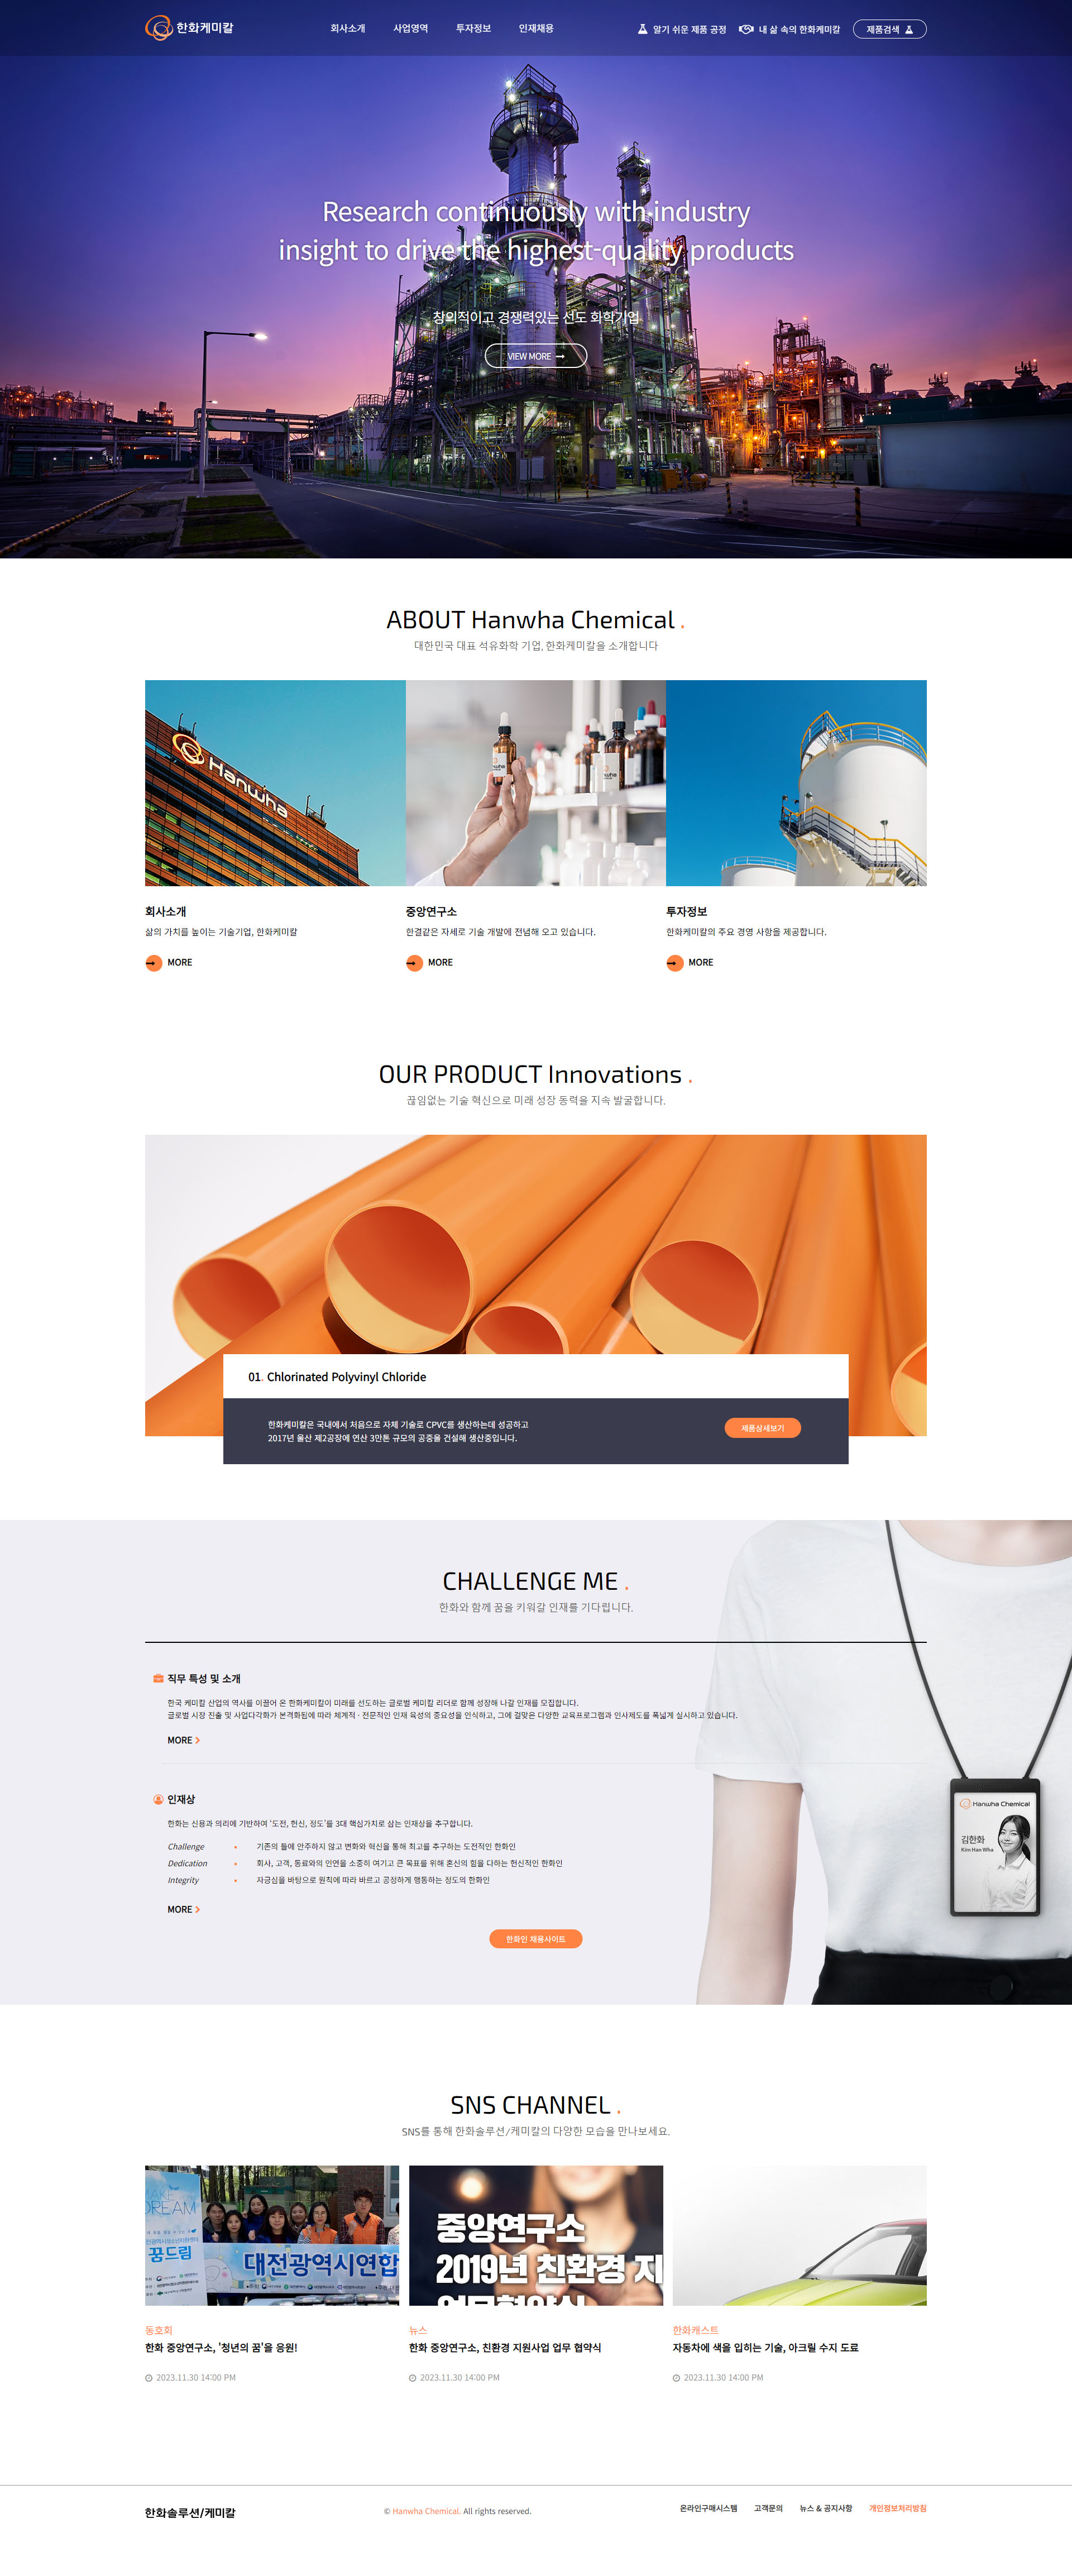 한화케미칼
회사소개 사업영역 투자정보 인재채용
알기 쉬운 제품 공정 내 삶 속의 한화케미칼 제품검색
Research continuously with industry
insight to drive the highest-quality products
창의적이고 경쟁력있는 선도 화학기업
VIEW MORE
ABOUT Hanwha Chemical .
대한민국 대표 석유화학 기업, 한화케미칼을 소개합니다
Hanwha
회사소개
삶의 가치를 높이는 기술기업, 한화케미칼
MORE
중앙연구소
한결같은 자세로 기술 개발에 전념해 오고 있습니다.
MORE
투자정보
한화케미칼의 주요 경영 사항을 제공합니다.
MORE
OUR PRODUCT Innovations .
끊임없는 기술 혁신으로 미래 성장 동력을 지속 발굴합니다.
01. Chlorinated Polyvinyl Chloride
한화케미칼은 국내에서 처음으로 자체 기술로 CPVC를 생산하는데 성공하고
2017년 울산 제2공장에 연산 3만톤 규모의 공중을 건설해 생산중입니다.
제품상세보기
CHALLENGE ME .
한화와 함께 꿈을 키워갈 인재를 기다립니다.
직무 특성 및 소개
한국 케미칼 산업의 역사를 이끌어 온 한화케미칼이 미래를 선도하는 글로벌 케미칼 리더로 함께 성장해 나갈 인재를 모집합니다.
글로벌 시장 진출 및 사업다각화가 본격화됨에 따라 체계적 · 전문적인 인재 육성의 중요성을 인식하고, 그에 걸맞은 다양한 교육프로그램과 인사제도를 폭넓게 실시하고 있습니다.
MORE
인재상
한화는 신용과 의리에 기반하여 '도전, 헌신, 정도'를 3대 핵심가치로 삼는 인재상을 추구합니다.
Challenge 기존의 틀에 안주하지 않고 변화와 혁신을 통해 최고를 추구하는 도전적인 한화인
Dedication 회사, 고객, 동료와의 인연을 소중히 여기고 큰 목표를 위해 혼신의 힘을 다하는 헌신적인 한화인
Integrity 자긍심을 바탕으로 원칙에 따라 바르고 공정하게 행동하는 정도의 한화인
MORE
한화인 채용사이트
Hanwha Chemical
김한화
Kim Han Wha
SNS CHANNEL .
SNS를 통해 한화솔루션/케미칼의 다양한 모습을 만나보세요.
DREAM
꿈드림
대전광역시연합
중앙연구소
2019년 친환경 지
업무협약식
동호회
한화 중앙연구소, '청년의 꿈'을 응원!
2023.11.30 14:00 PM
뉴스
한화 중앙연구소, 친환경 지원사업 업무 협약식
2023.11.30 14:00 PM
한화캐스트
자동차에 색을 입히는 기술, 아크릴 수지 도료
2023.11.30 14:00 PM
한화솔루션/케미칼
© Hanwha Chemical. All rights reserved.
온라인구매시스템 고객문의 뉴스 & 공지사항 개인정보처리방침